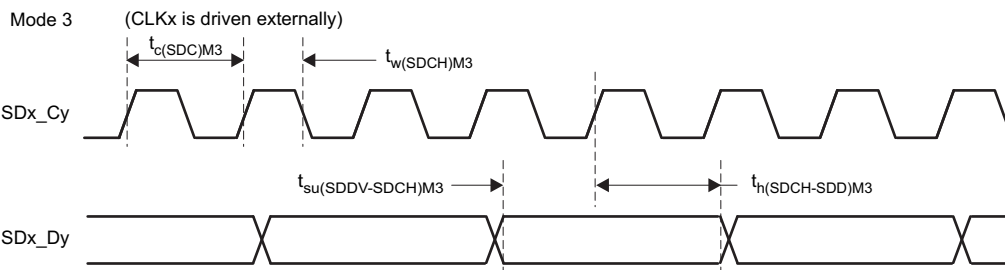 Mode 3 (CLKx is driven externally)
tc(SDC)M3
tw(SDCH)M3
SDx_Cy
tsu(SDDV-SDCH)M3
th(SDCH-SDD)M3
SDx_Dy